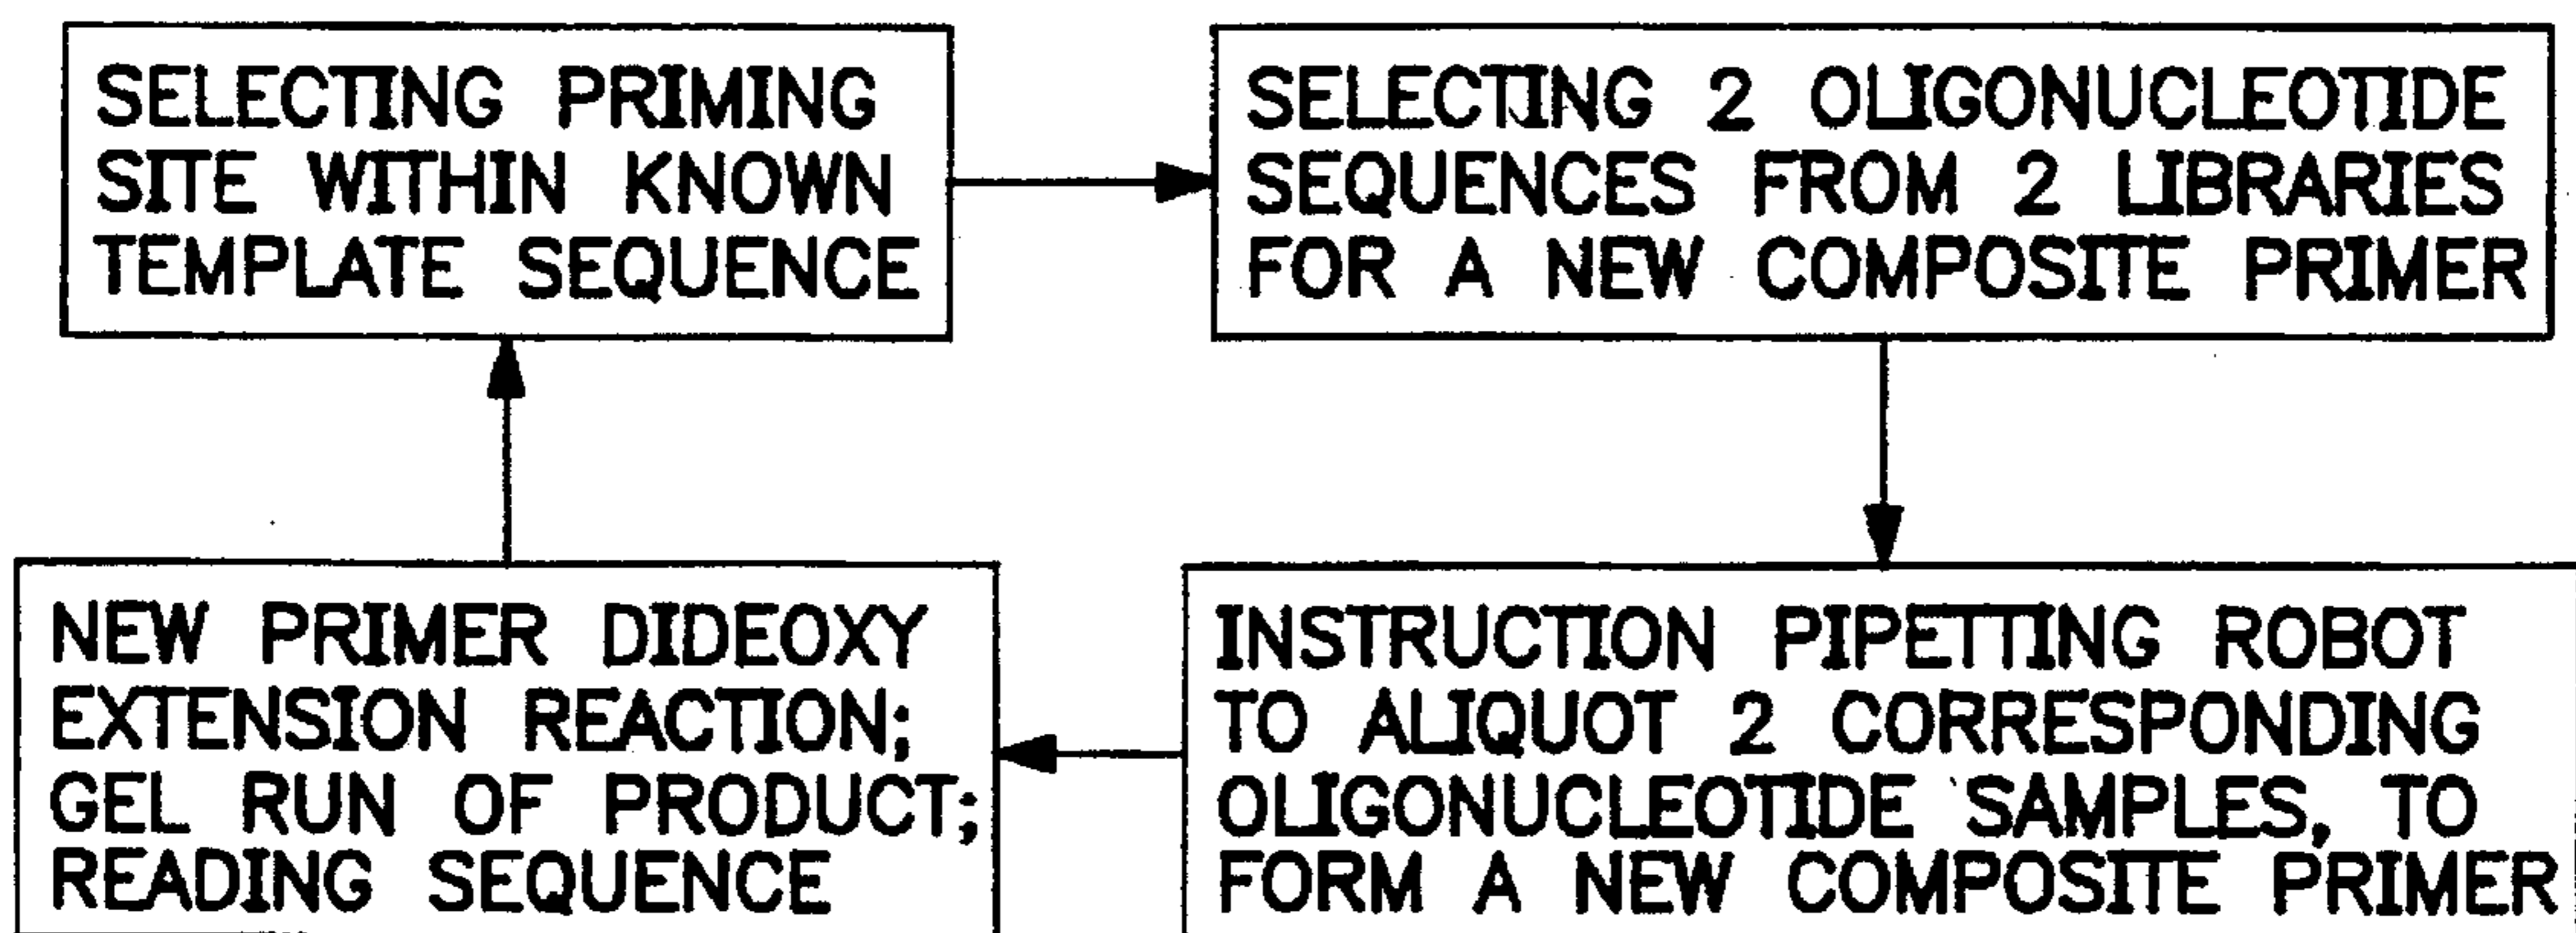 SELECTING PRIMING
SITE WITHIN KNOWN
TEMPLATE SEQUENCE
SELECTING 2 OLIGONUCLEOTIDE
SEQUENCES FROM 2 LIBRARIES
FOR A NEW COMPOSITE PRIMER
INSTRUCTION PIPETTING ROBOT
TO ALIQUOT 2 CORRESPONDING
OLIGONUCLEOTIDE SAMPLES, TO
FORM A NEW COMPOSITE PRIMER
NEW PRIMER DIDEOXY
EXTENSION REACTION;
GEL RUN OF PRODUCT;
READING SEQUENCE